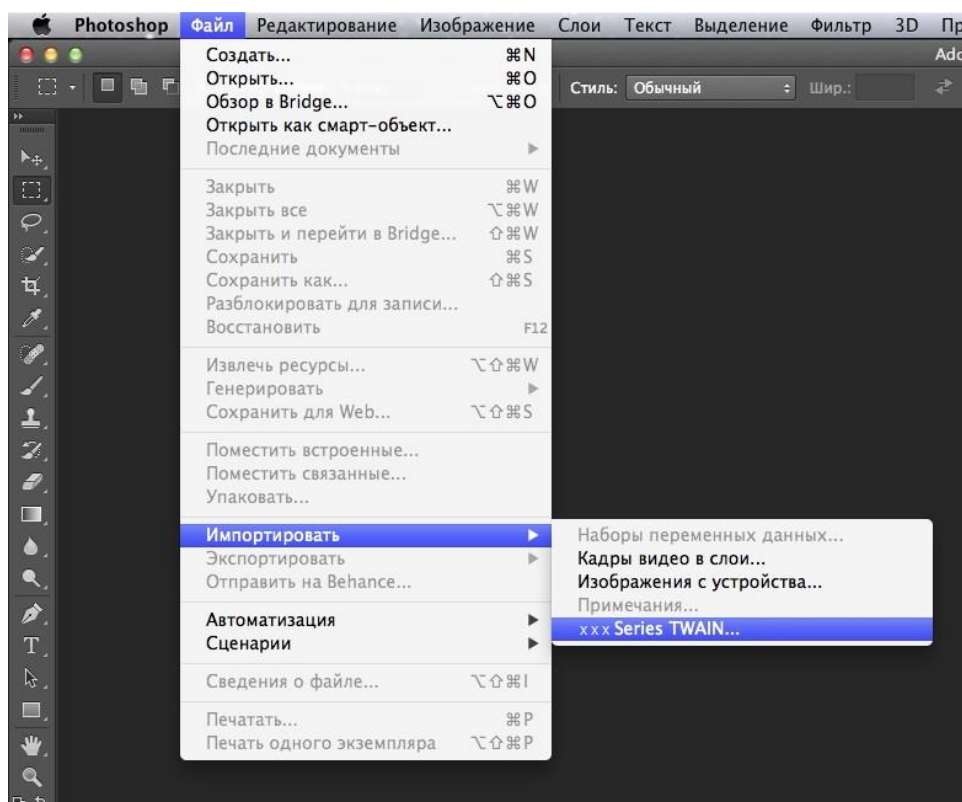 Photoshop Файл Редактирование Изображение Слои Текст Выделение Фильтр 3D Пр
Ado
Стиль: Обычный Шир.:
Создать... ⌘N
Открыть... ⌘O
Обзор в Bridge... ⌥⌘O
Открыть как смарт-объект...
Последние документы
Закрыть ⌘W
Закрыть все ⌥⌘W
Закрыть и перейти в Bridge... ⇧⌘W
Сохранить ⌘S
Сохранить как... ⇧⌘S
Разблокировать для записи...
Восстановить F12
Извлечь ресурсы... ⌥⇧⌘W
Генерировать
Сохранить для Web... ⌥⇧⌘S
Поместить встроенные...
Поместить связанные...
Упаковать...
Импортировать
Экспортировать
Отправить на Behance...
Автоматизация
Сценарии
Сведения о файле... ⌥⇧⌘I
Печатать... ⌘P
Печать одного экземпляра ⌥⇧⌘P
Наборы переменных данных...
Кадры видео в слои...
Изображения с устройства...
Примечания...
xxx Series TWAIN...